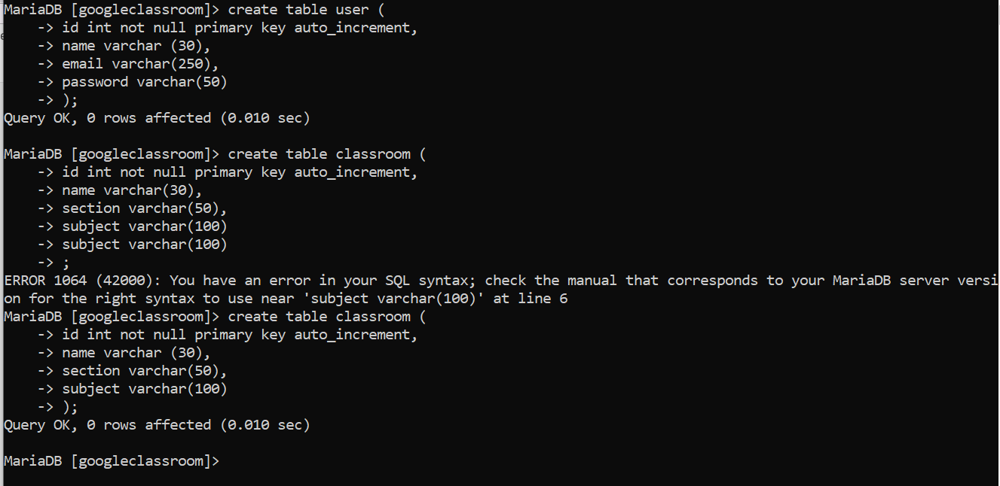 MariaDB [googleclassroom]> create table user (
    -> id int not null primary key auto_increment,
    -> name varchar (30),
    -> email varchar(250),
    -> password varchar(50)
    -> );
Query OK, 0 rows affected (0.010 sec)

MariaDB [googleclassroom]> create table classroom (
    -> id int not null primary key auto_increment,
    -> name varchar(30),
    -> section varchar(50),
    -> subject varchar(100)
    -> subject varchar(100)
    -> ;
ERROR 1064 (42000): You have an error in your SQL syntax; check the manual that corresponds to your MariaDB server versi
on for the right syntax to use near 'subject varchar(100)' at line 6
MariaDB [googleclassroom]> create table classroom (
    -> id int not null primary key auto_increment,
    -> name varchar (30),
    -> section varchar(50),
    -> subject varchar(100)
    -> );
Query OK, 0 rows affected (0.010 sec)

MariaDB [googleclassroom]>